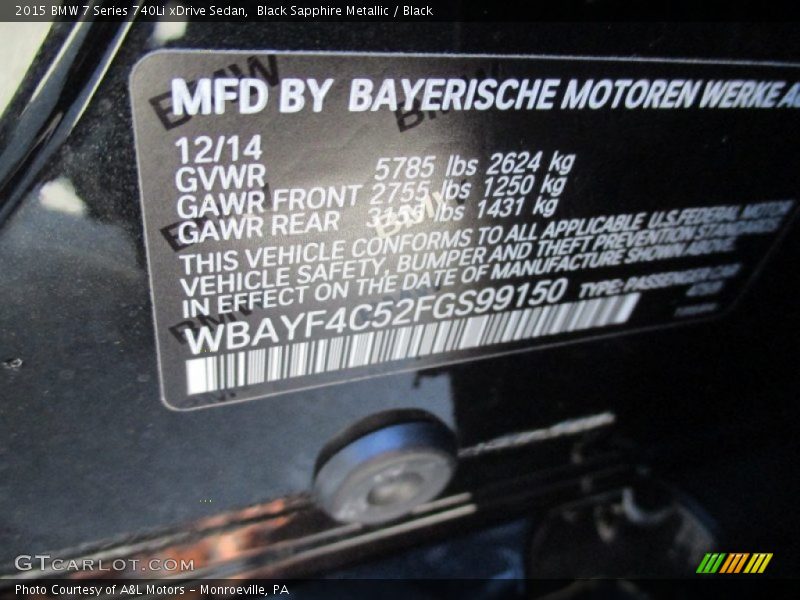 2015 BMW 7 Series 740Li xDrive Sedan, Black Sapphire Metallic / Black
MFD BY BAYERISCHE MOTOREN WERKE AG
12/14
GVWR 5785 lbs 2624 kg
GAWR FRONT 2755 lbs 1250 kg
GAWR REAR lbs 1431 kg
THIS VEHICLE CONFORMS TO ALL APPLICABLE U.S. FEDERAL MOTOR
VEHICLE SAFETY, BUMPER AND THEFT PREVENTION STANDARDS
IN EFFECT ON THE DATE OF MANUFACTURE SHOWN ABOVE.
WBAYF4C52FGS99150 TYPE: PASSENGER CAR
GTCARLOT.COM
Photo Courtesy of A&L Motors - Monroeville, PA